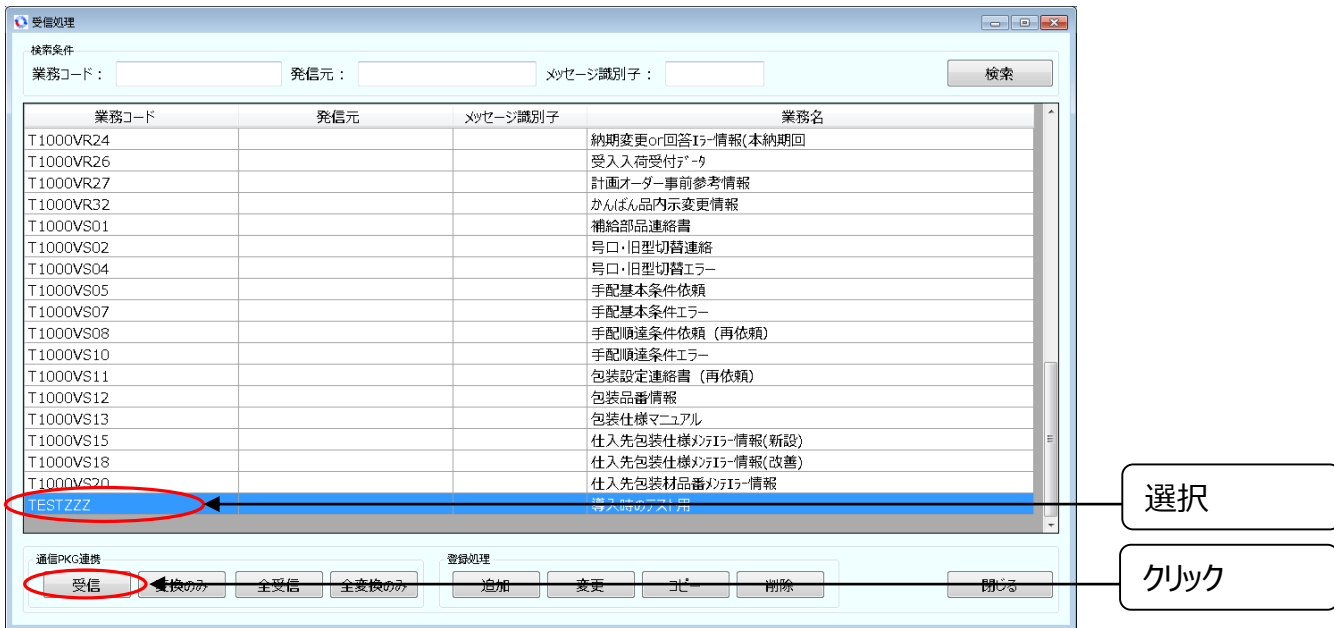 受信処理
検索条件
業務コード： 発信元： メッセージ識別子： 検索
業務コード 発信元 メッセージ識別子 業務名
T1000VR24 納期変更or回答ｴﾗｰ情報(本納期回
T1000VR26 受入入荷受付ﾃﾞｰﾀ
T1000VR27 計画オーダー事前参考情報
T1000VR32 かんばん品内示変更情報
T1000VS01 補給部品連絡書
T1000VS02 号口・旧型切替連絡
T1000VS04 号口・旧型切替エラー
T1000VS05 手配基本条件依頼
T1000VS07 手配基本条件エラー
T1000VS08 手配順達条件依頼（再依頼）
T1000VS10 手配順達条件エラー
T1000VS11 包装設定連絡書（再依頼）
T1000VS12 包装品番情報
T1000VS13 包装仕様マニュアル
T1000VS15 仕入先包装仕様ﾒﾝﾃｴﾗｰ情報(新設)
T1000VS18 仕入先包装仕様ﾒﾝﾃｴﾗｰ情報(改善)
T1000VS20 仕入先包装材品番ﾒﾝﾃｴﾗｰ情報
TESTZZZ 導入時のテスト用
選択
通信PKG連携 登録処理
受信 変換のみ 全受信 全変換のみ 追加 変更 コピー 削除 閉じる
クリック